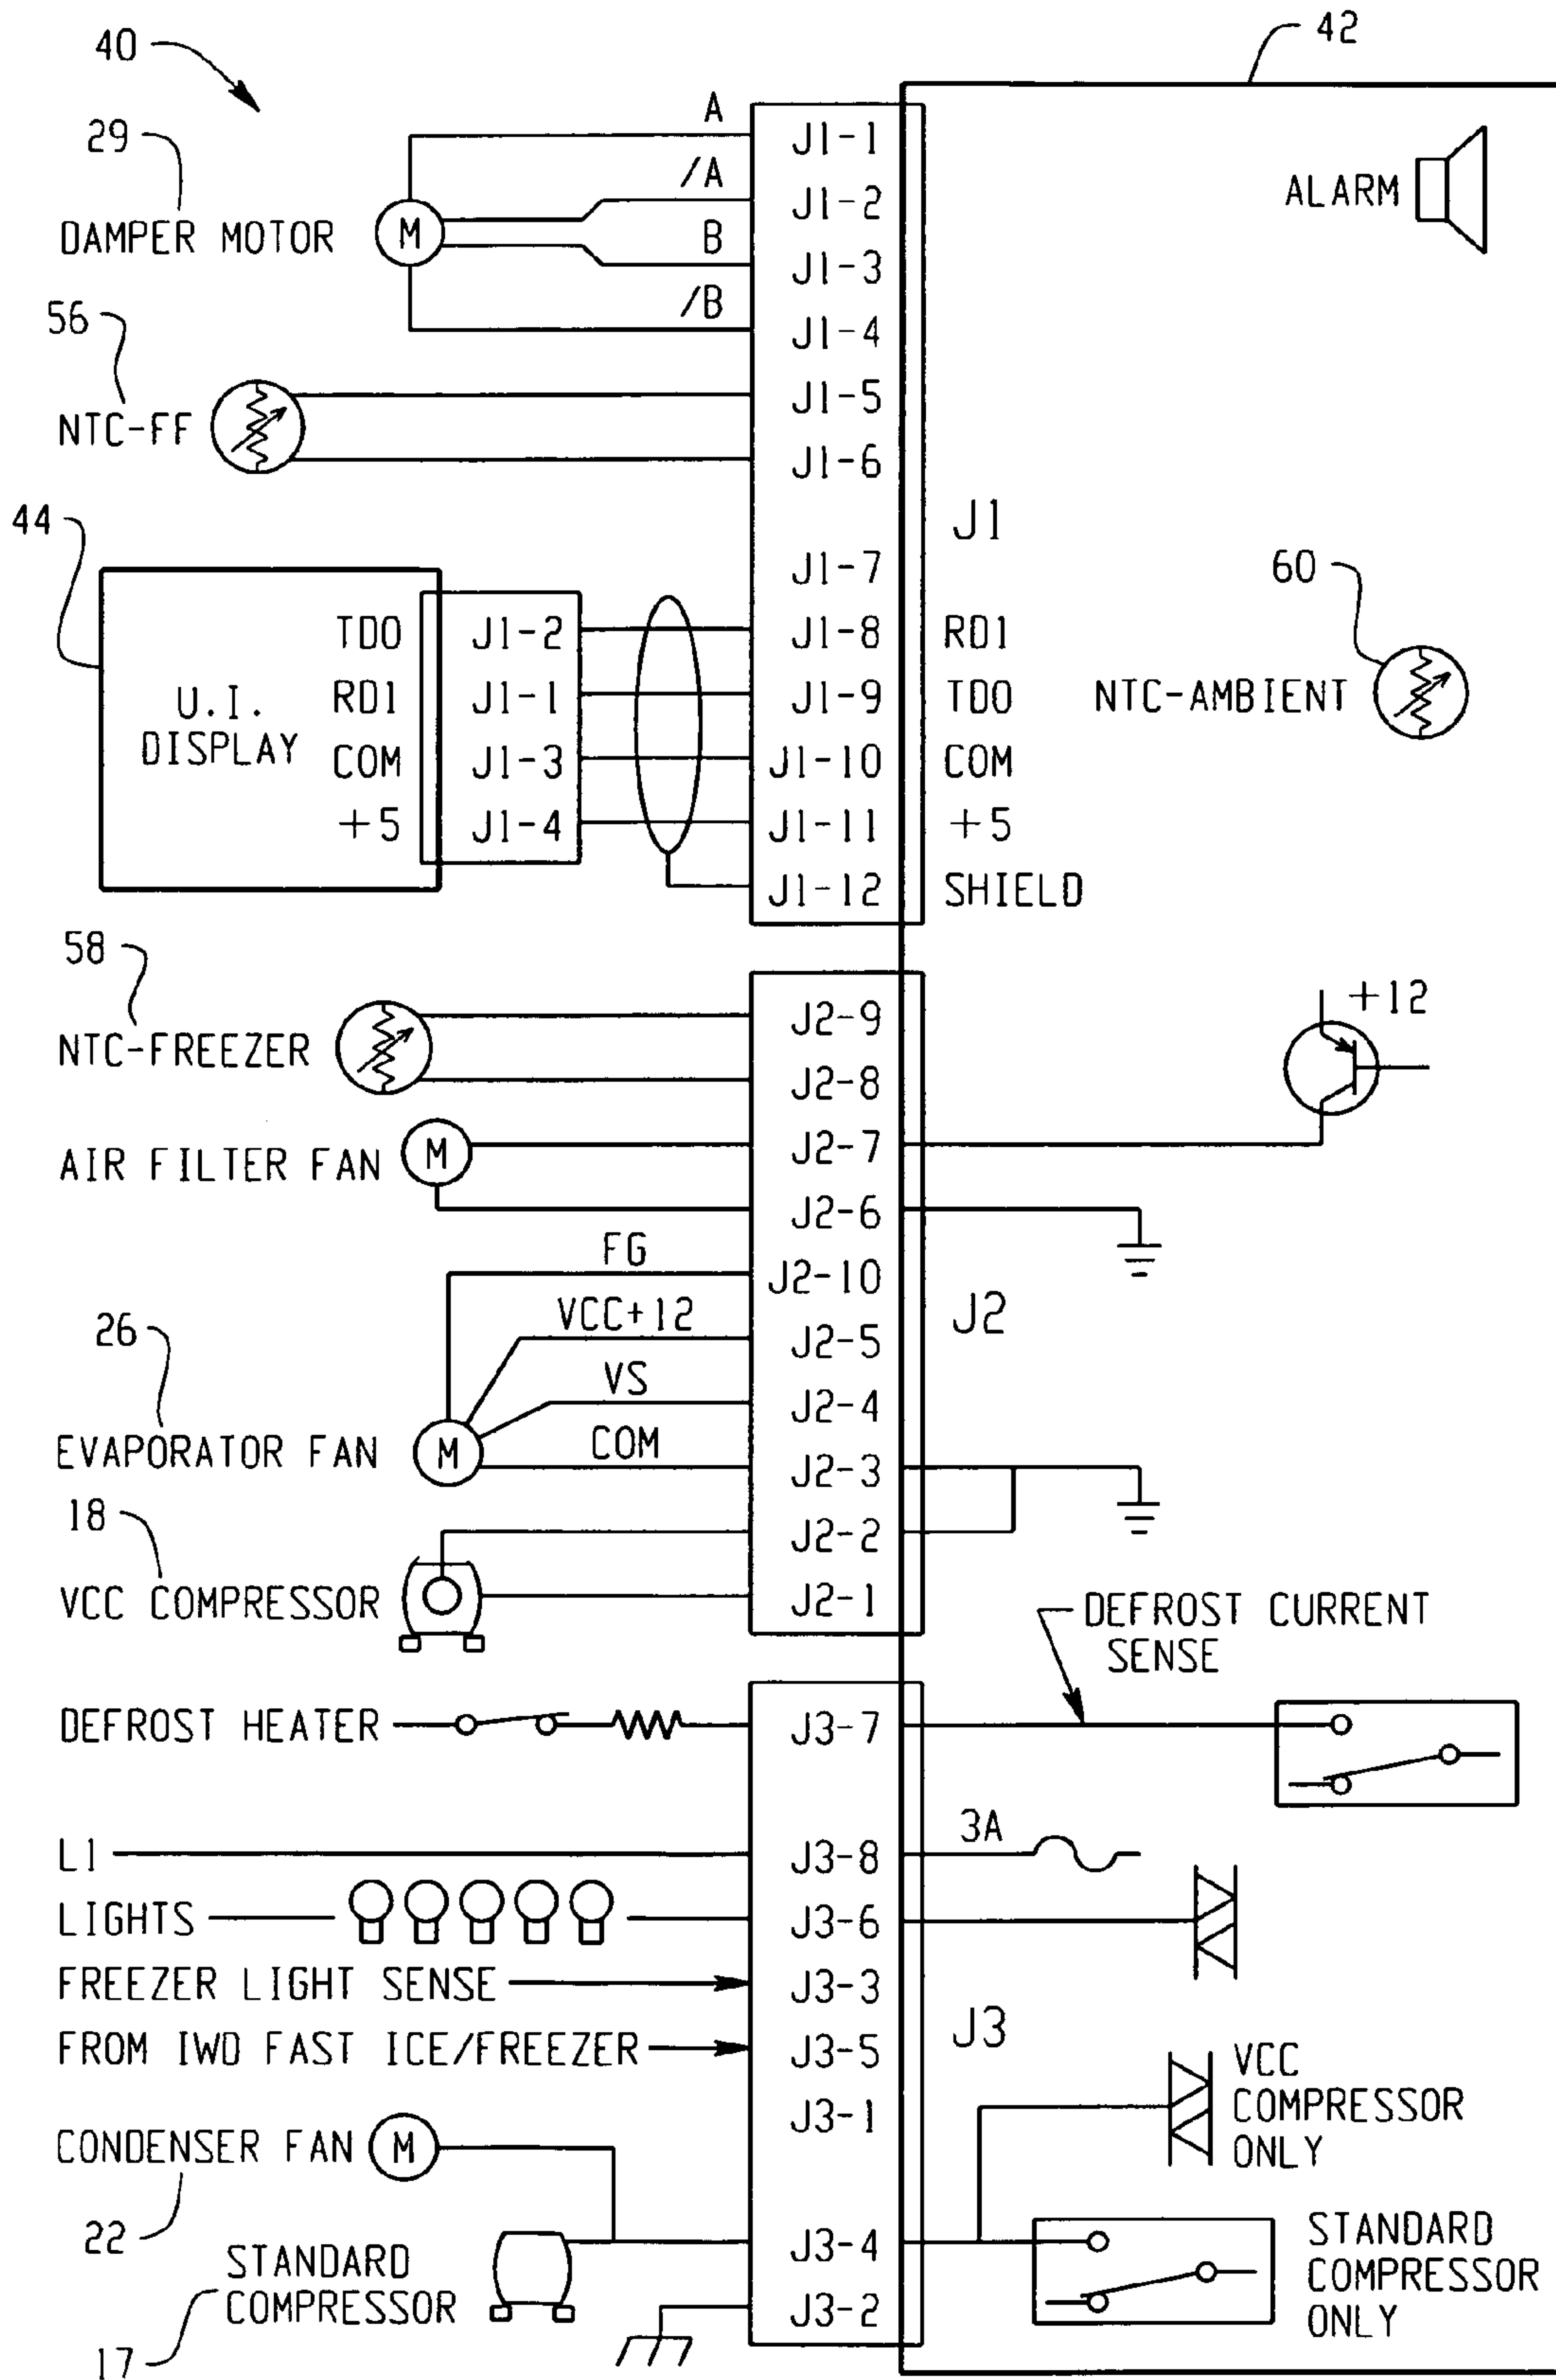 40
42
A
J1-1
29
/A
J1-2
ALARM
DAMPER MOTOR
M
B
J1-3
/B
J1-4
56
J1-5
NTC-FF
J1-6
44
J1
J1-7
60
TDO
J1-2
J1-8
RD1
U.I.
DISPLAY
RD1
J1-1
J1-9
TDO
NTC-AMBIENT
COM
J1-3
J1-10
COM
+5
J1-4
J1-11
+5
J1-12
SHIELD
58
J2-9
+12
NTC-FREEZER
J2-8
AIR FILTER FAN
M
J2-7
J2-6
FG
J2-10
J2
26
VCC+12
J2-5
VS
J2-4
EVAPORATOR FAN
M
COM
J2-3
18
J2-2
VCC COMPRESSOR
J2-1
DEFROST CURRENT
SENSE
DEFROST HEATER
J3-7
3A
L1
J3-8
LIGHTS
J3-6
FREEZER LIGHT SENSE
J3-3
J3
FROM IWD FAST ICE/FREEZER
J3-5
VCC
COMPRESSOR
ONLY
J3-1
CONDENSER FAN
M
22
J3-4
STANDARD
COMPRESSOR
ONLY
STANDARD
COMPRESSOR
J3-2
17